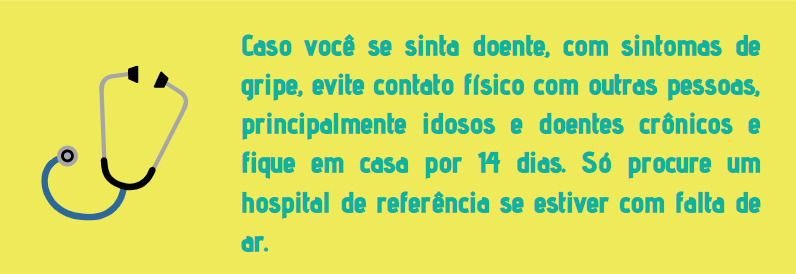 Caso você se sinta doente, com sintomas de
gripe, evite contato físico com outras pessoas,
principalmente idosos e doentes crônicos e
fique em casa por 14 dias. Só procure um
hospital de referência se estiver com falta de
ar.